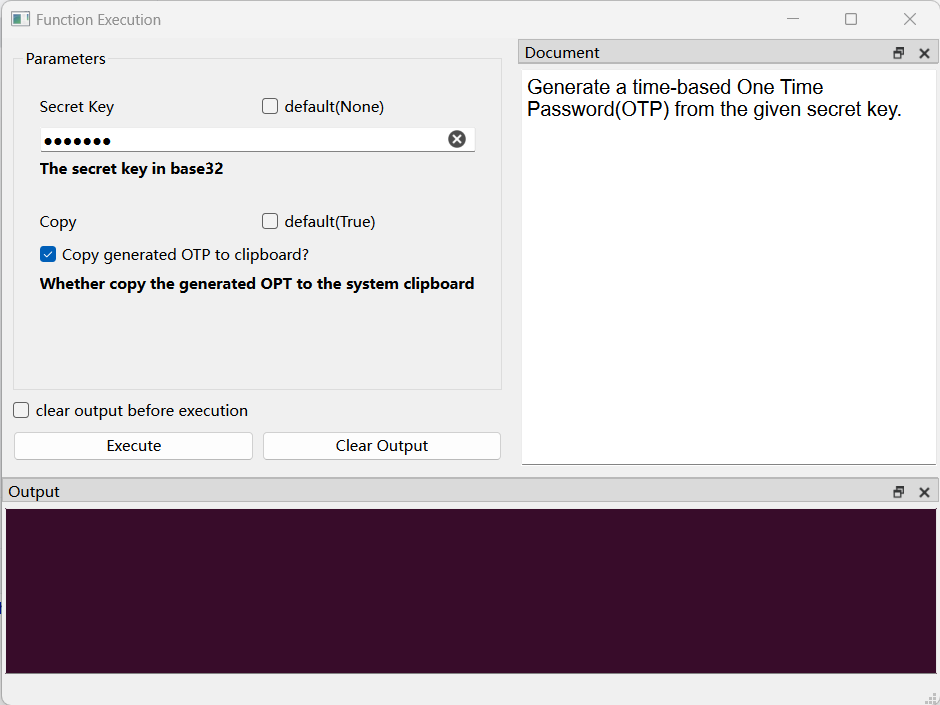 Function Execution
Parameters
Secret Key
default(None)
●●●●●●●
The secret key in base32
Copy
default(True)
Copy generated OTP to clipboard?
Whether copy the generated OPT to the system clipboard
clear output before execution
Execute
Clear Output
Document
Generate a time-based One Time
Password(OTP) from the given secret key.
Output